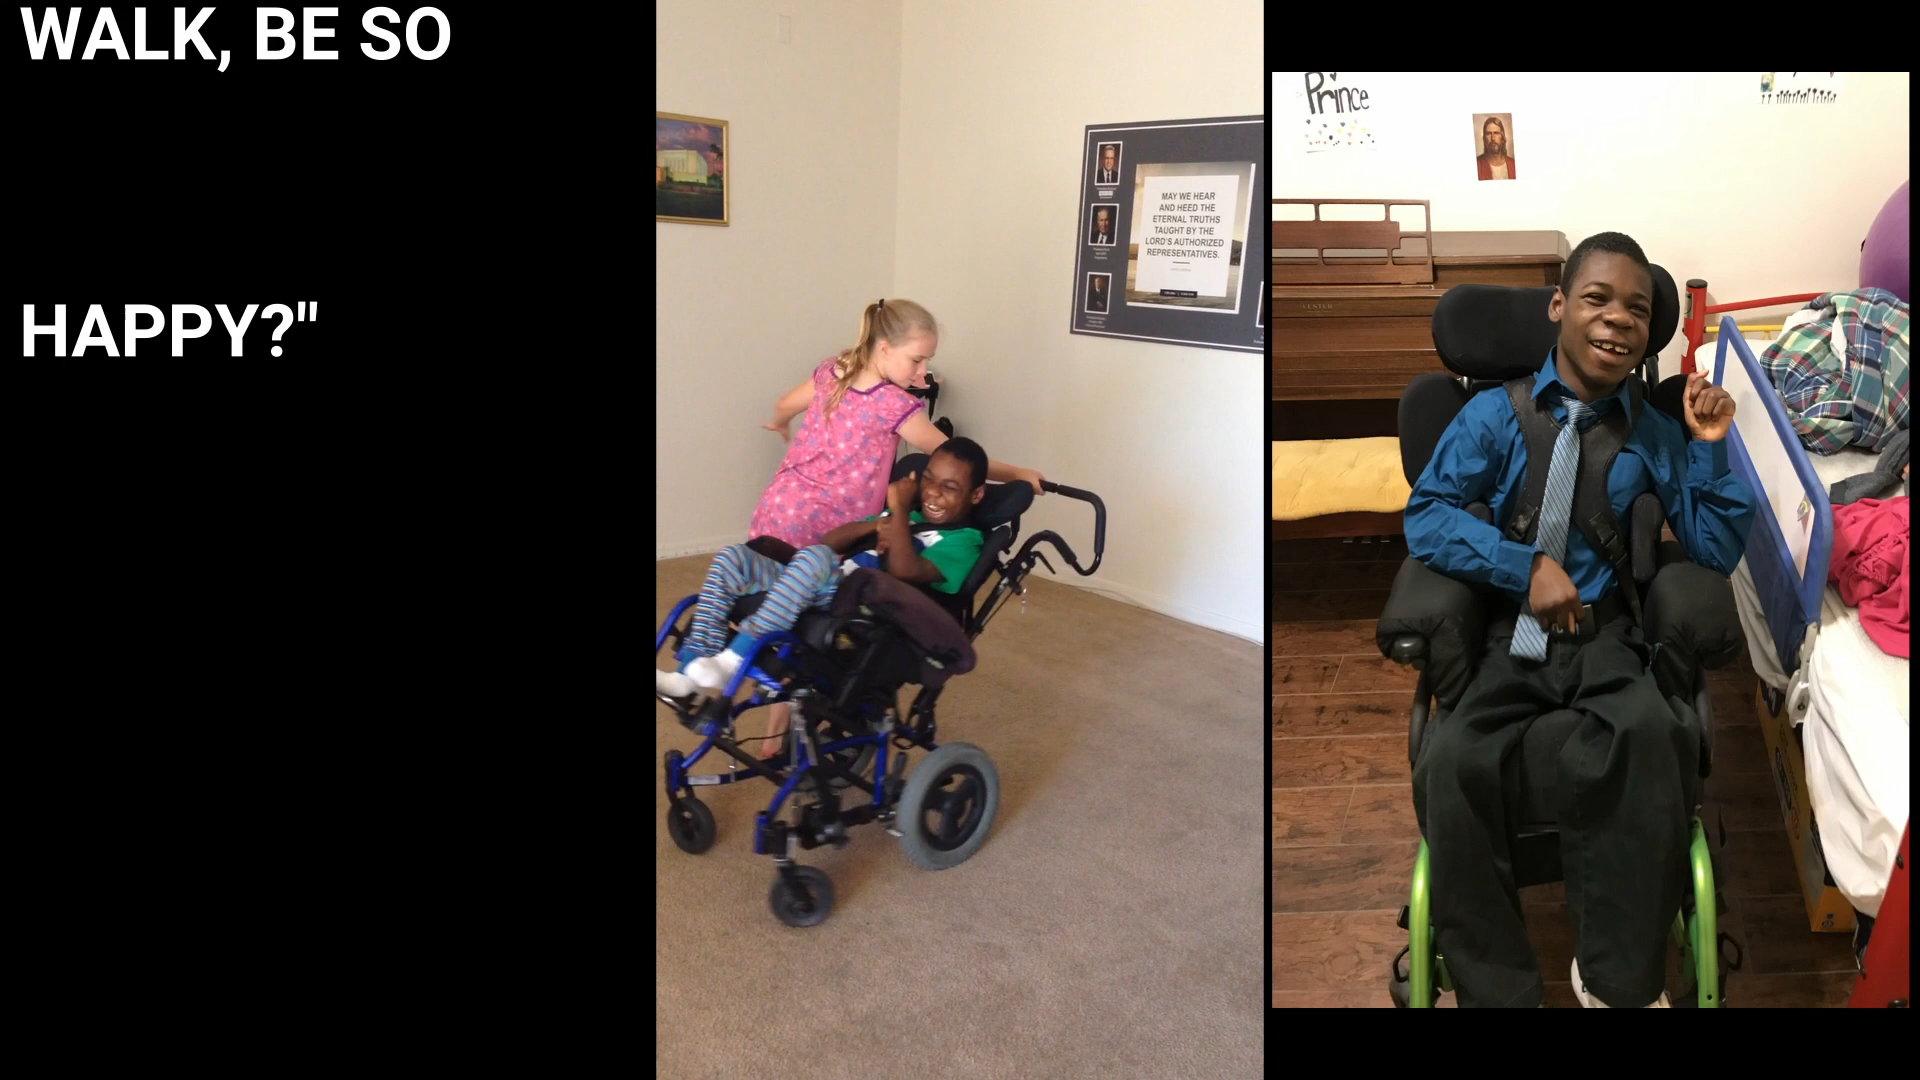 WALK, BE SO
HAPPY?"
MAY WE HEAR
AND HEED THE
ETERNAL TRUTHS
TAUGHT BY THE
LORD'S AUTHORIZED
REPRESENTATIVES.
Prince